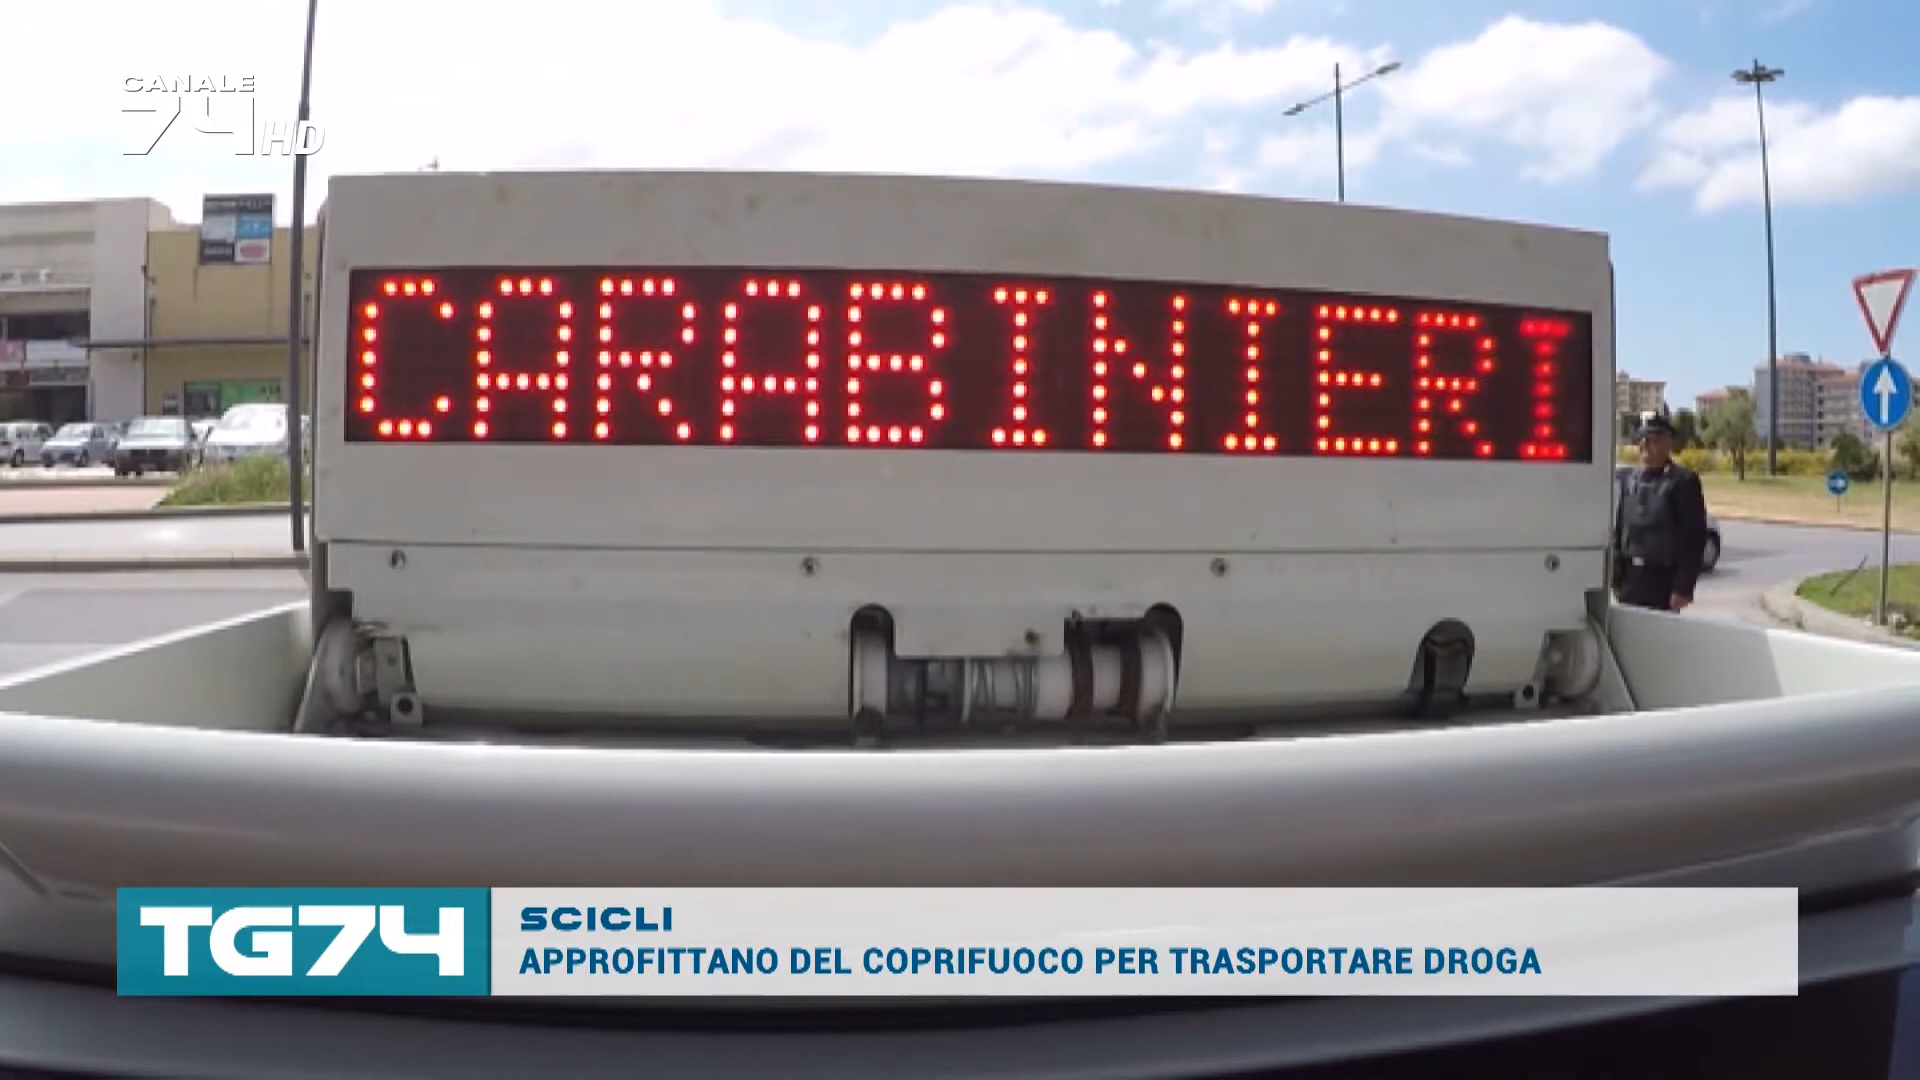 CANALE
74 HD
CARABINIERI
TG74
SCICLI
APPROFITTANO DEL COPRIFUOCO PER TRASPORTARE DROGA